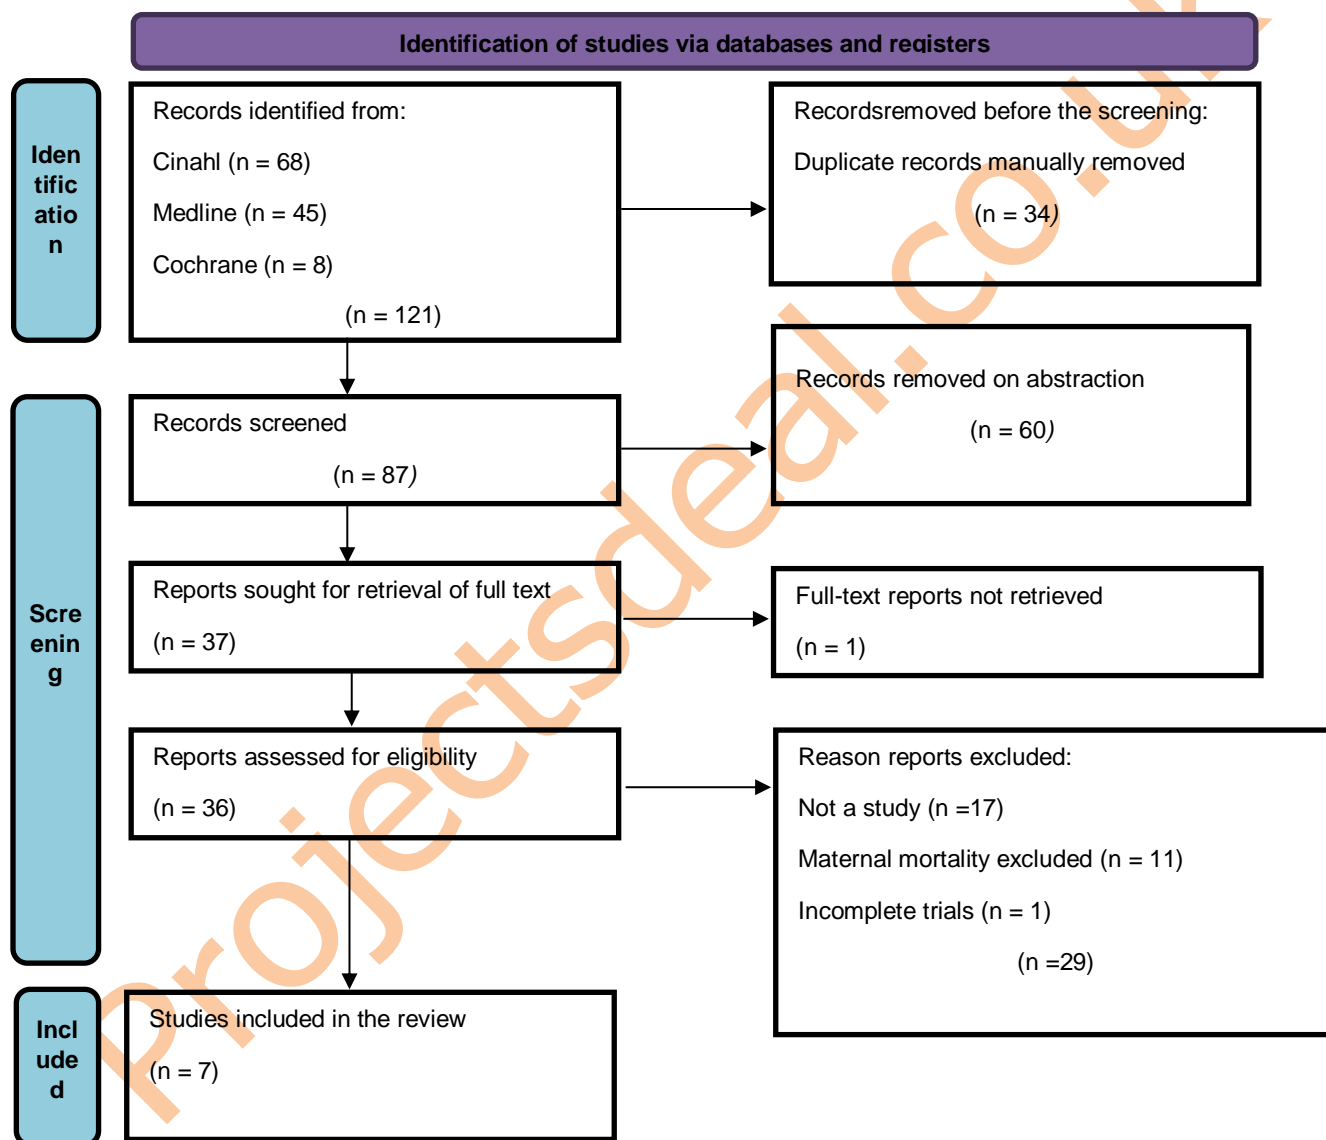 Identification of studies via databases and registers
Iden
tific
atio
n
Records identified from:
Cinahl (n = 68)
Medline (n = 45)
Cochrane (n = 8)
(n = 121)
Recordsremoved before the screening:
Duplicate records manually removed
(n = 34)
Scre
enin
g
Records screened
(n = 87)
Records removed on abstraction
(n = 60)
Reports sought for retrieval of full text
(n = 37)
Full-text reports not retrieved
(n = 1)
Reports assessed for eligibility
(n = 36)
Reason reports excluded:
Not a study (n =17)
Maternal mortality excluded (n = 11)
Incomplete trials (n = 1)
(n =29)
Incl
ude
d
Studies included in the review
(n = 7)
Projectsdeal.co.uk